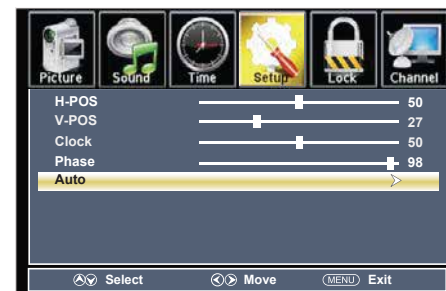 Picture Sound Time Setup Lock Channel
H-POS 50
V-POS 27
Clock 50
Phase 98
Auto
Select Move MENU Exit